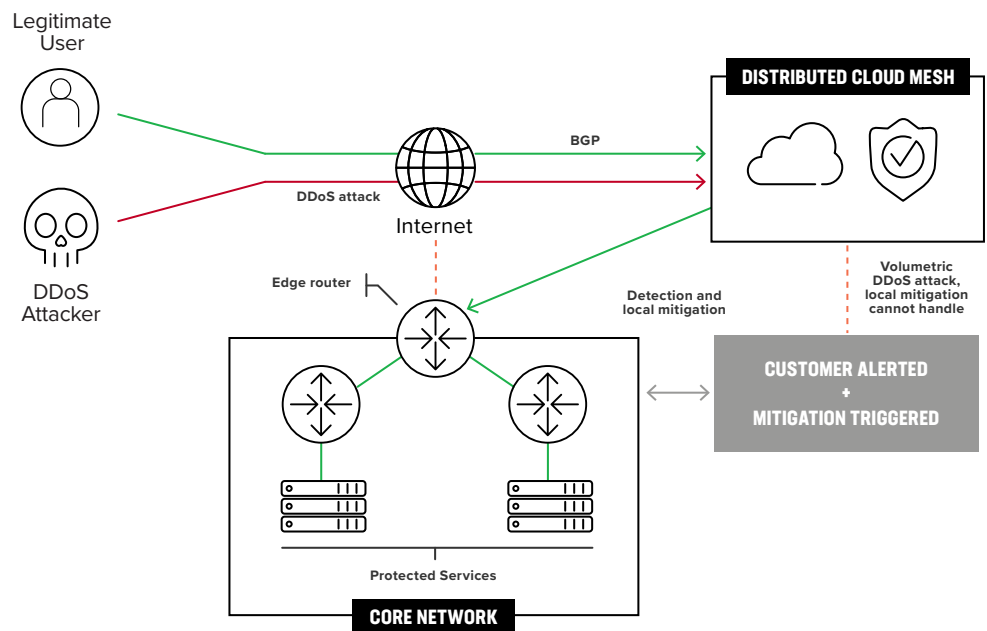 Legitimate
User
DISTRIBUTED CLOUD MESH
BGP
DDoS attack
Internet
DDoS
Attacker
Edge router
Detection and
local mitigation
Volumetric
DDoS attack,
local mitigation
cannot handle
CUSTOMER ALERTED
+
MITIGATION TRIGGERED
Protected Services
CORE NETWORK